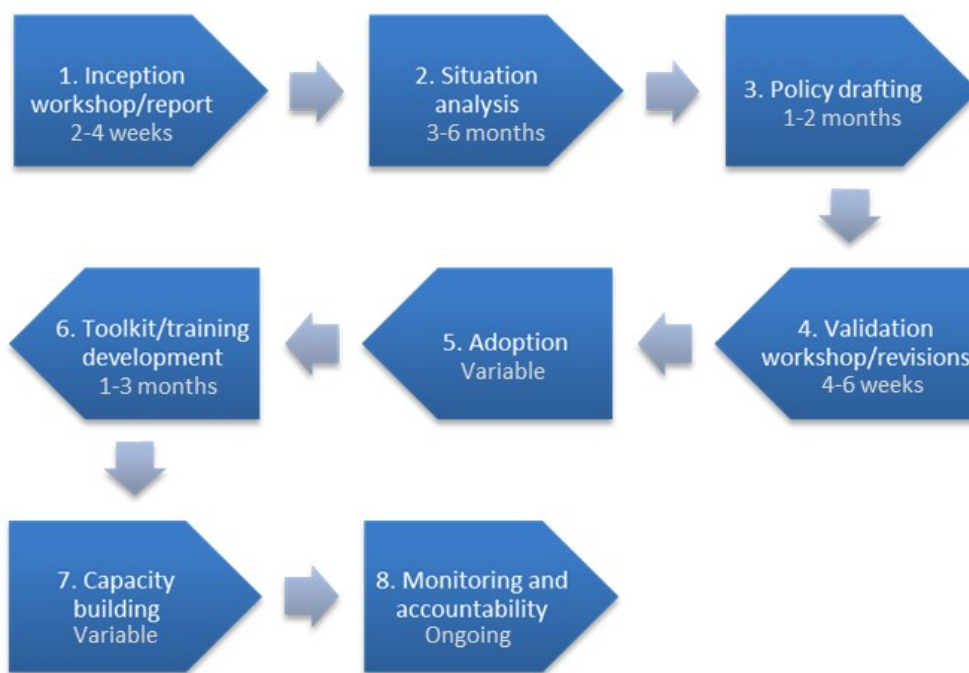 1. Inception
workshop/report
2-4 weeks
2. Situation
analysis
3-6 months
3. Policy drafting
1-2 months
4. Validation
workshop/revisions
4-6 weeks
5. Adoption
Variable
6. Toolkit/training
development
1-3 months
7. Capacity
building
Variable
8. Monitoring and
accountability
Ongoing